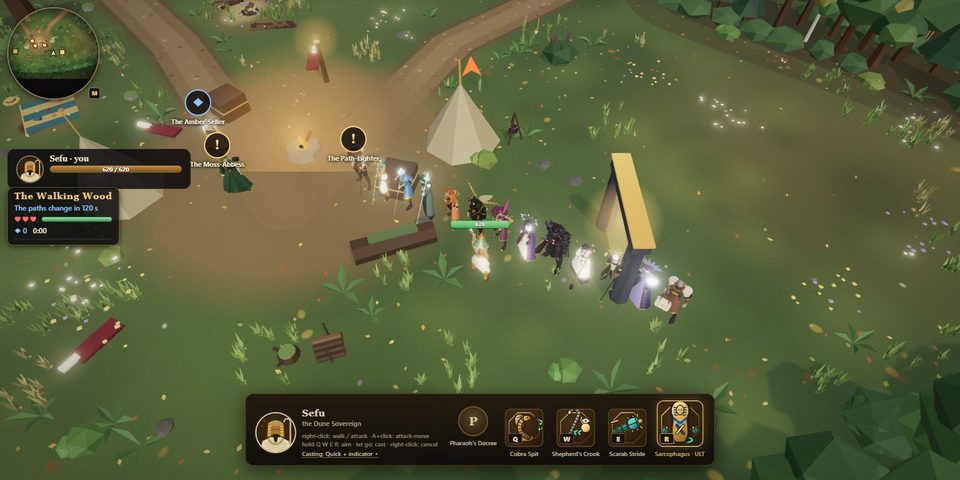 M
The Amber Seller
!
The Moss-Abbess
!
The Path-Lighter
Sefu · you
620 / 620
The Walking Wood
The paths change in 120 s
0 0:00
620
Sefu
the Dune Sovereign
right-click: walk / attack · A+click: attack-move
hold Q W E R: aim · let go: cast · right-click: cancel
Casting: Quick + indicator
P
Pharaoh's Decree
Q
Cobra Spit
W
Shepherd's Crook
E
Scarab Stride
R
Sarcophagus · ULT